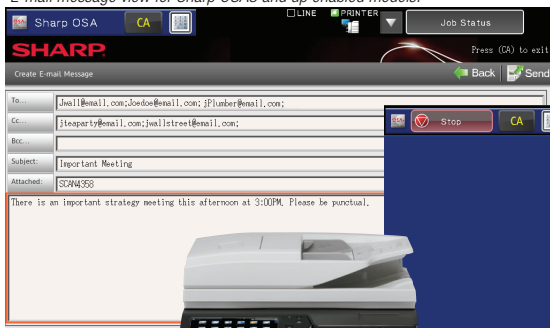 E-mail message view for Sharp OSA3 and up enabled models.
Sharp OSA CA LINE PRINTER Job Status
SHARP Press (CA) to exit
Create E-mail Message Back Send
To... Jwall@email.com;Joedoe@email.com; jPlumber@email.com;
Cc... jteaparty@email.com;jwallstreet@email.com;
Stop CA
Bcc...
Subject: Important Meeting
Attached: SCAN4358
There is an important strategy meeting this afternoon at 3:00PM. Please be punctual.